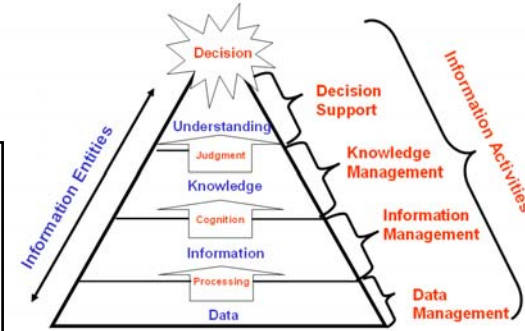 Decision
Understanding
Judgment
Knowledge
Cognition
Information
Processing
Data
Information Entities
Decision
Support
Knowledge
Management
Information
Management
Data
Management
Information Activities